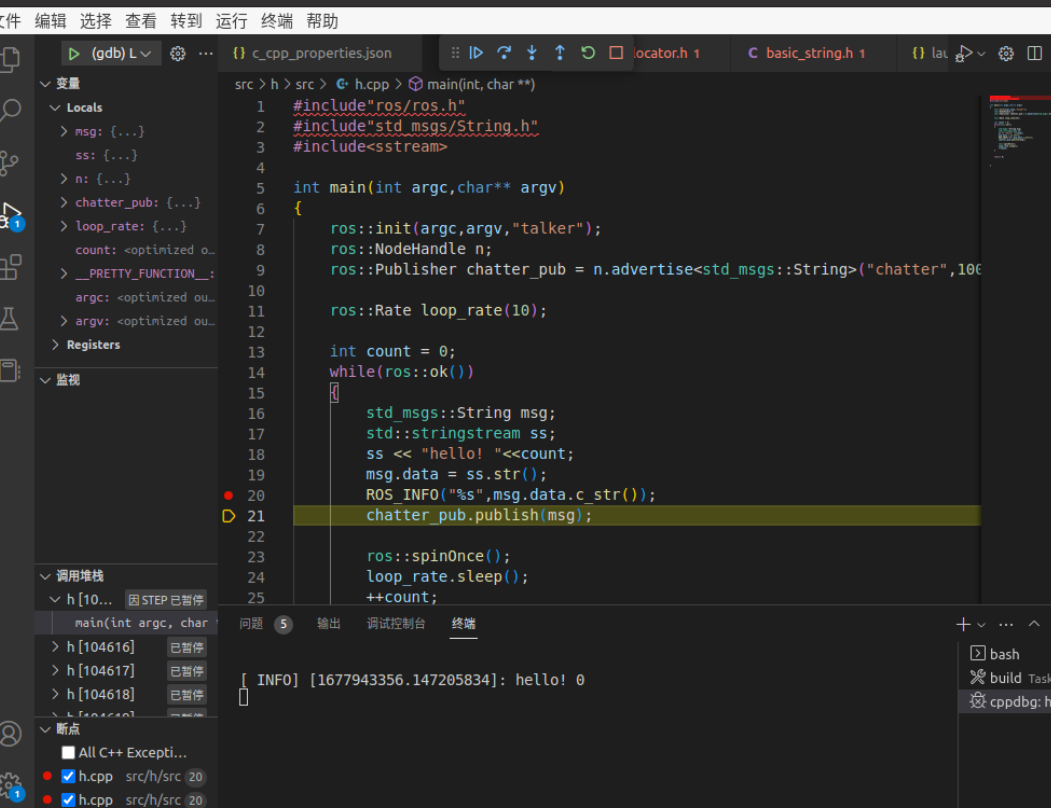 文件 编辑 选择 查看 转到 运行 终端 帮助
(gdb) L
{} c_cpp_properties.json
locator.h 1
C basic_string.h 1
{} lau
src > h > src > h.cpp > main(int, char **)
变量
Locals
msg: {...}
ss: {...}
n: {...}
chatter_pub: {...}
loop_rate: {...}
count: <optimized o…
__PRETTY_FUNCTION__:
argc: <optimized ou…
argv: <optimized ou…
Registers
监视
调用堆栈
h [10… 因 STEP 已暂停
main(int argc, char *
h [104616] 已暂停
h [104617] 已暂停
h [104618] 已暂停
断点
All C++ Excepti…
h.cpp src/h/src 20
h.cpp src/h/src 20
1 #include"ros/ros.h"
2 #include"std_msgs/String.h"
3 #include<sstream>
4
5 int main(int argc,char** argv)
6 {
7 ros::init(argc,argv,"talker");
8 ros::NodeHandle n;
9 ros::Publisher chatter_pub = n.advertise<std_msgs::String>("chatter",100
10
11 ros::Rate loop_rate(10);
12
13 int count = 0;
14 while(ros::ok())
15 {
16 std_msgs::String msg;
17 std::stringstream ss;
18 ss << "hello! "<<count;
19 msg.data = ss.str();
20 ROS_INFO("%s",msg.data.c_str());
21 chatter_pub.publish(msg);
22
23 ros::spinOnce();
24 loop_rate.sleep();
25 ++count;
问题 5 输出 调试控制台 终端
[ INFO] [1677943356.147205834]: hello! 0
bash
build Task
cppdbg: h
1
1